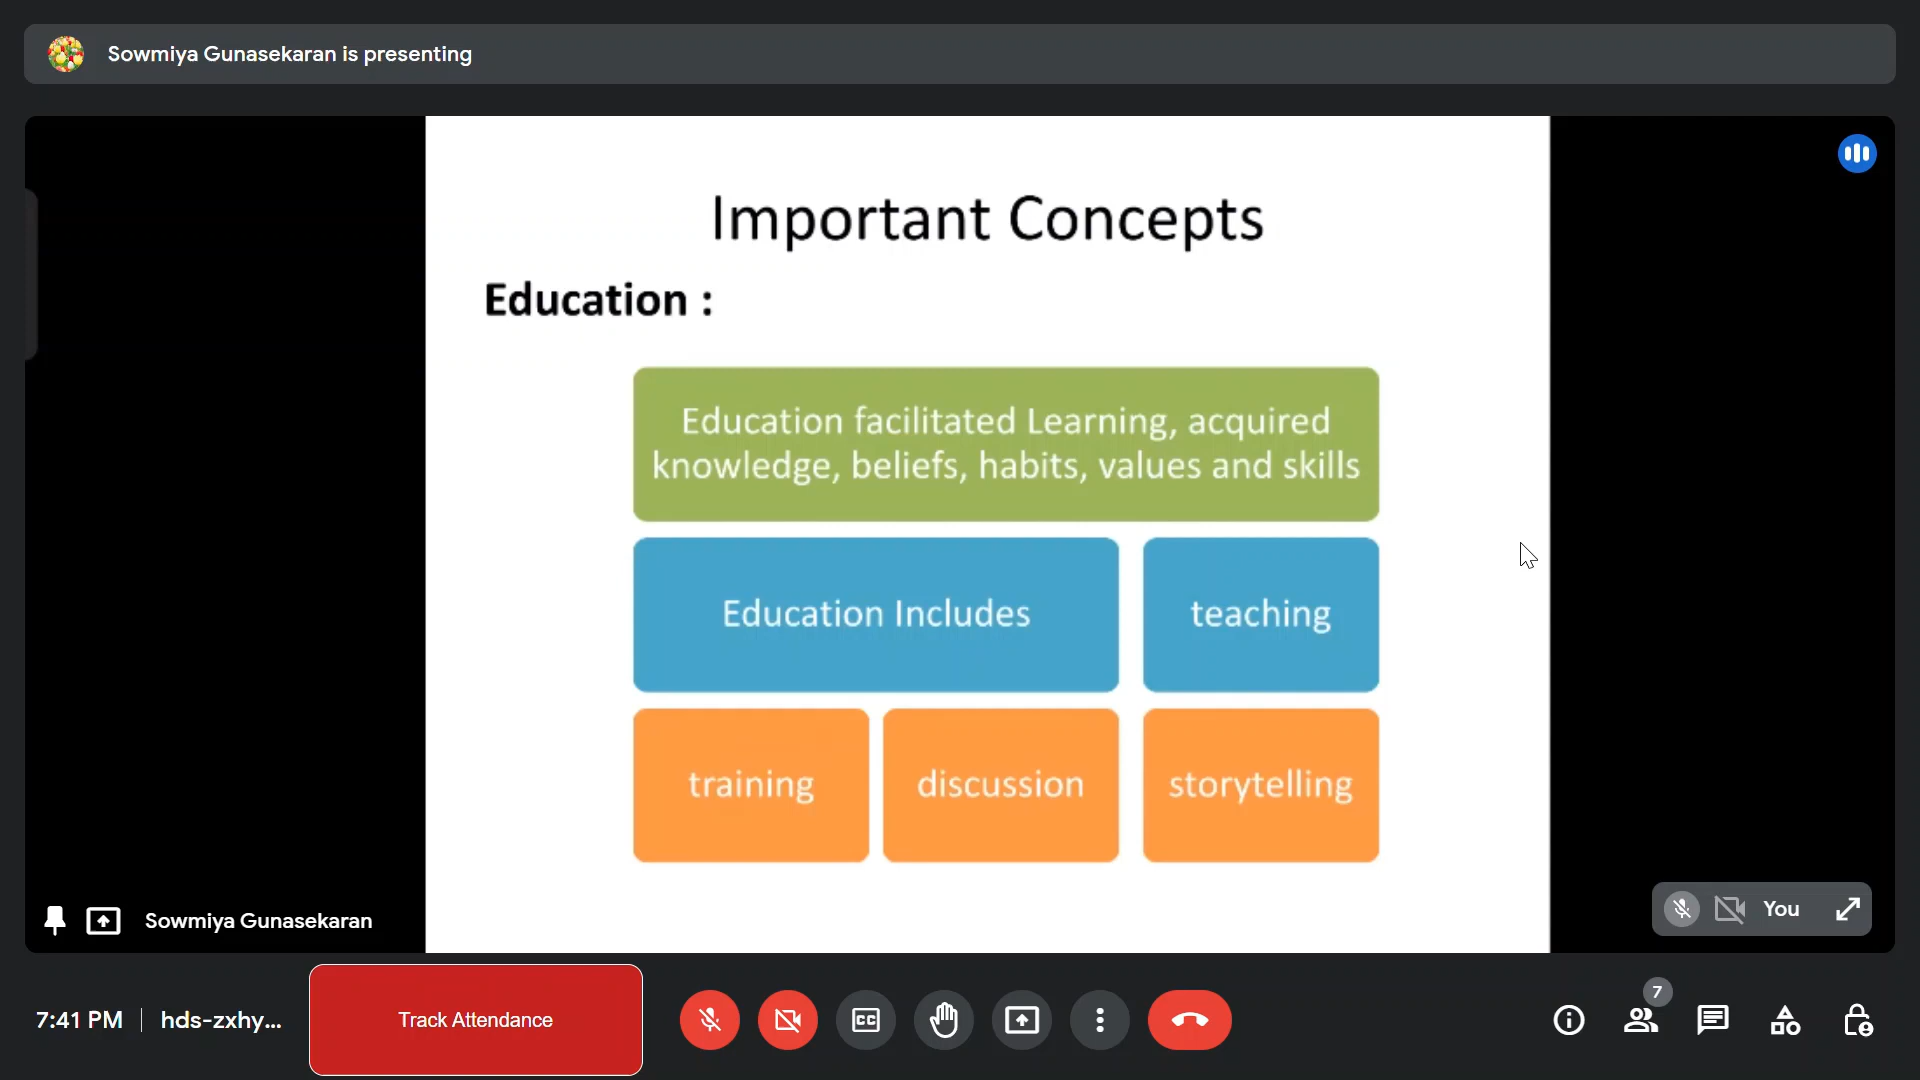 Sowmiya Gunasekaran is presenting
Important Concepts
Education :
Education facilitated Learning, acquired
knowledge, beliefs, habits, values and skills
Education Includes
teaching
training
discussion
storytelling
Sowmiya Gunasekaran
You
7:41 PM
hds-zxhy...
Track Attendance
CC
7